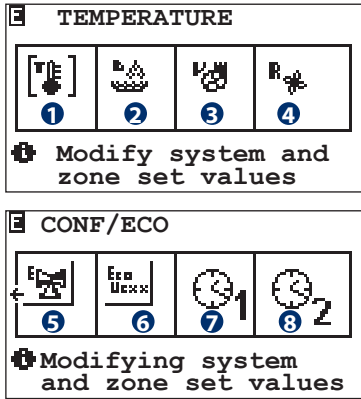 E TEMPERATURE
1 2 3 4
Modify system and
zone set values
E CONF/ECO
E Eco 1 2
5 6 7 8
Modifying system
and zone set values